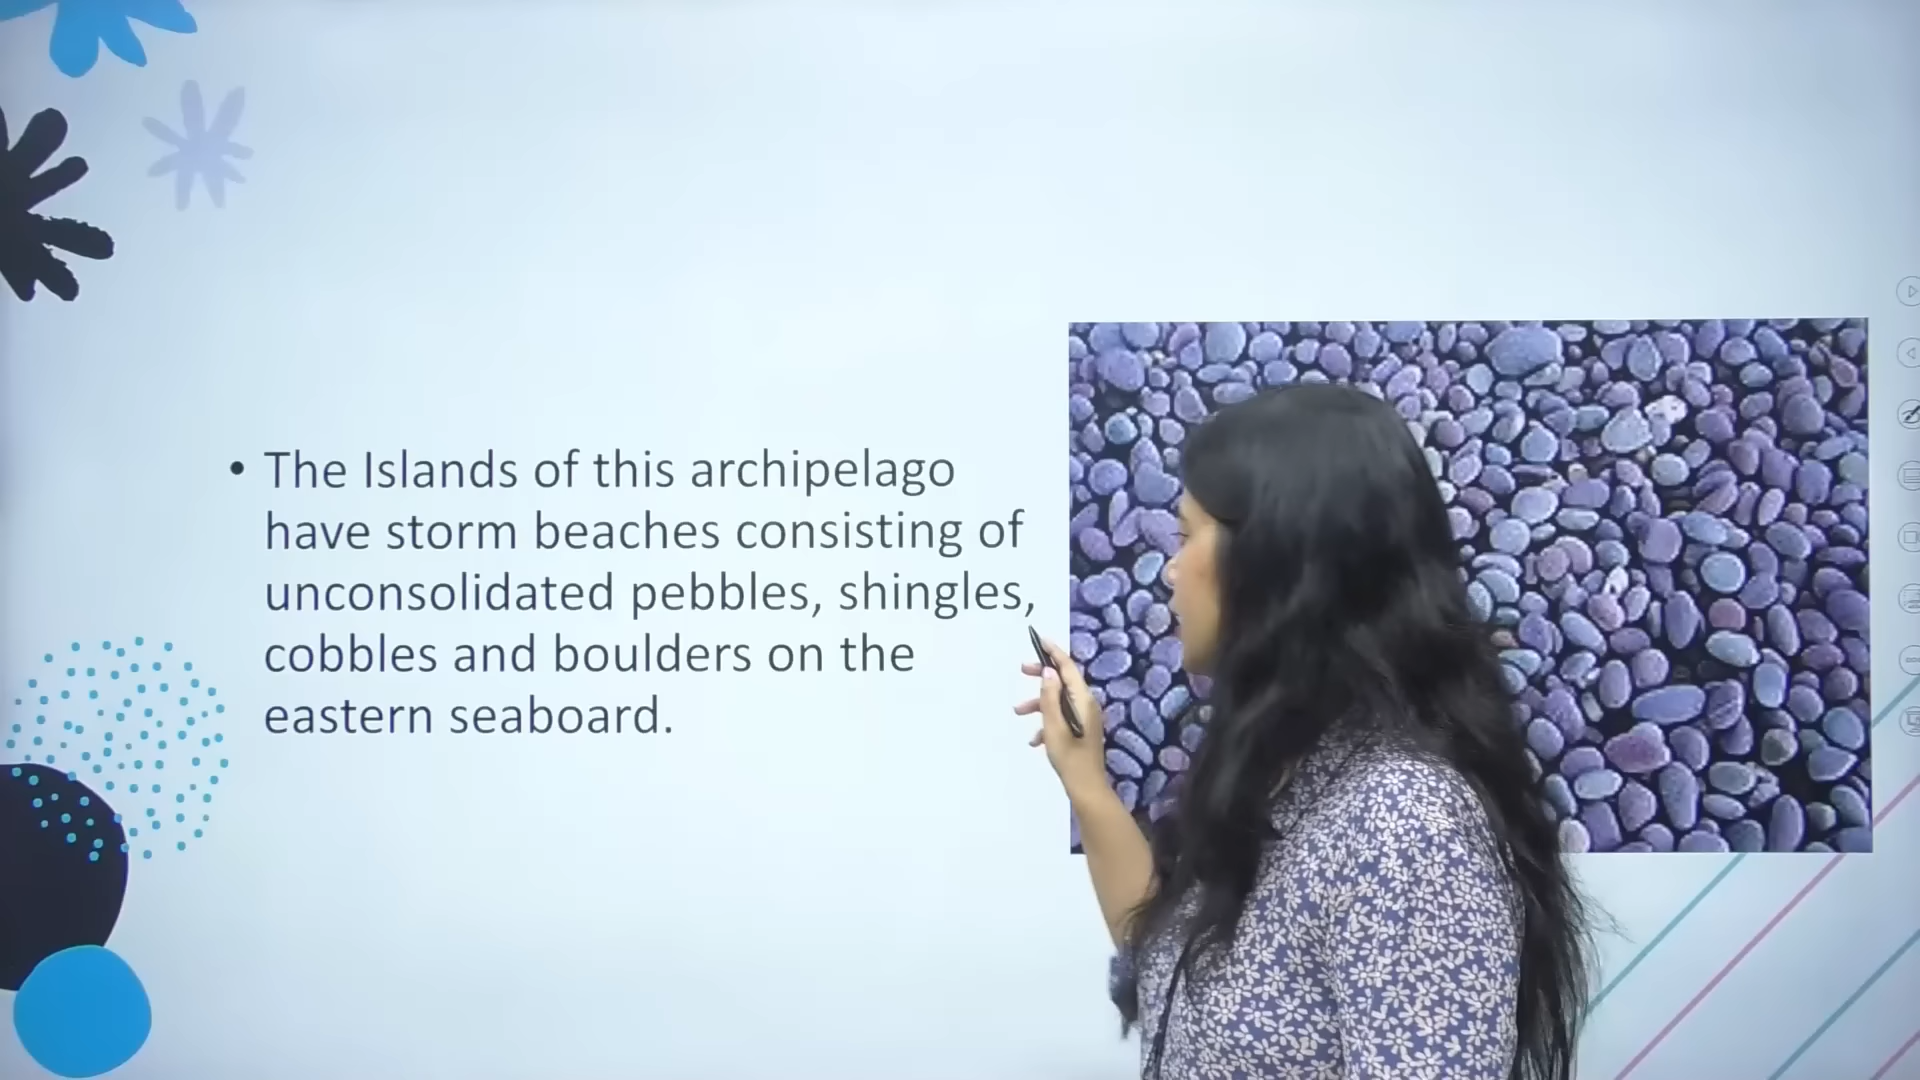 • The Islands of this archipelago
have storm beaches consisting of
unconsolidated pebbles, shingles,
cobbles and boulders on the
eastern seaboard.